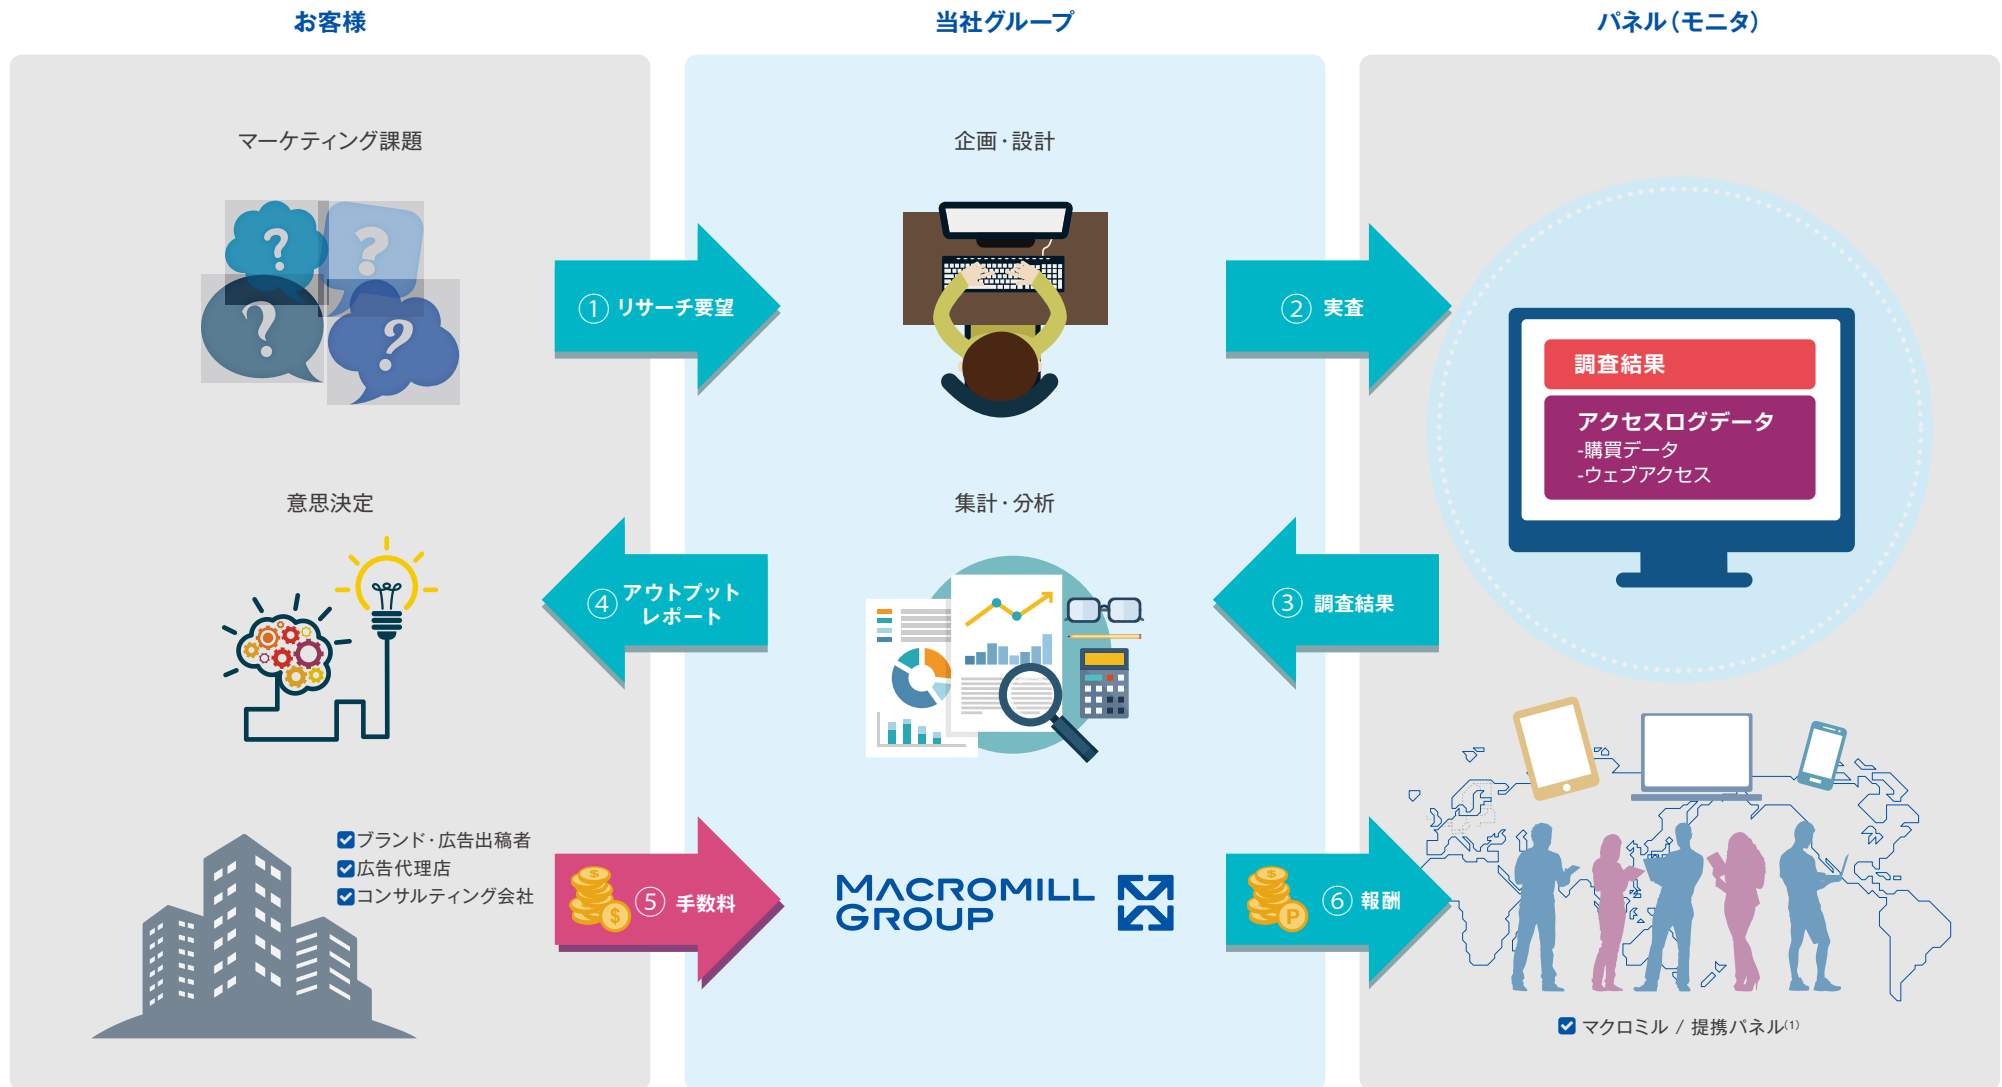 お客様
当社グループ
パネル（モニタ）
マーケティング課題
企画・設計
① リサーチ要望
② 実査
調査結果
アクセスログデータ
-購買データ
-ウェブアクセス
意思決定
集計・分析
④ アウトプット
レポート
③ 調査結果
ブランド・広告出稿者
広告代理店
コンサルティング会社
⑤ 手数料
MACROMILL
GROUP
⑥ 報酬
マクロミル / 提携パネル(1)